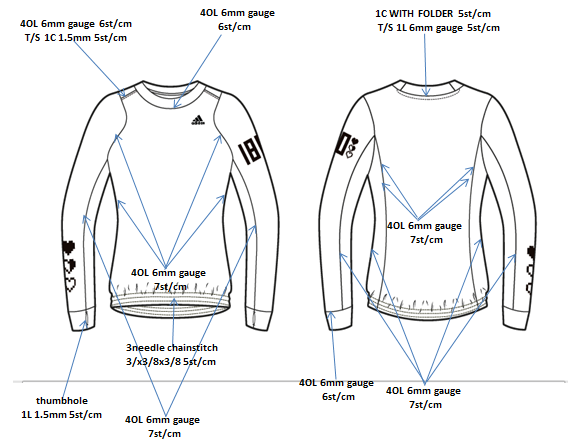 4OL 6mm gauge 6st/cm
T/S 1C 1.5mm 5st/cm
4OL 6mm gauge
6st/cm
1C WITH FOLDER 5st/cm
T/S 1L 6mm gauge 5st/cm
4OL 6mm gauge
7st/cm
4OL 6mm gauge
7st/cm
3needle chainstitch
3/x3/8x3/8 5st/cm
thumbhole
1L 1.5mm 5st/cm
4OL 6mm gauge
7st/cm
4OL 6mm gauge
6st/cm
4OL 6mm gauge
7st/cm